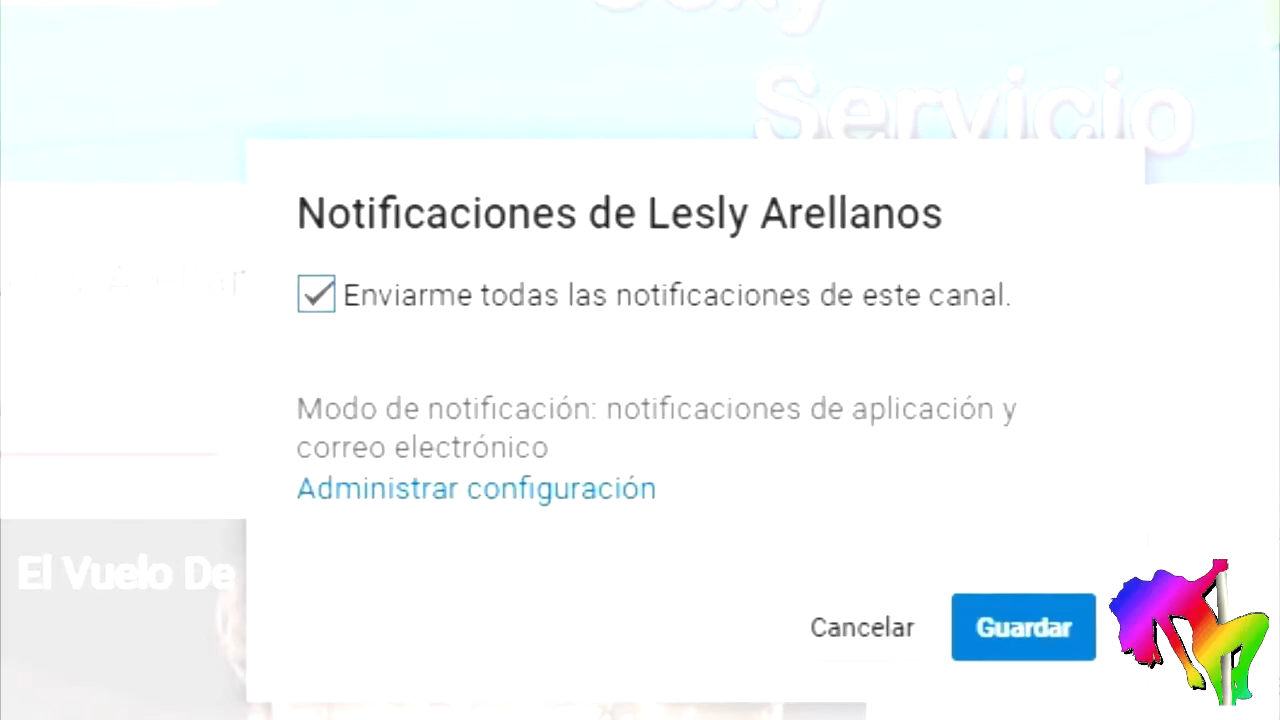 Servicio
Notificaciones de Lesly Arellanos
Enviarme todas las notificaciones de este canal.
Modo de notificación: notificaciones de aplicación y
correo electrónico
Administrar configuración
El Vuelo De
Cancelar
Guardar